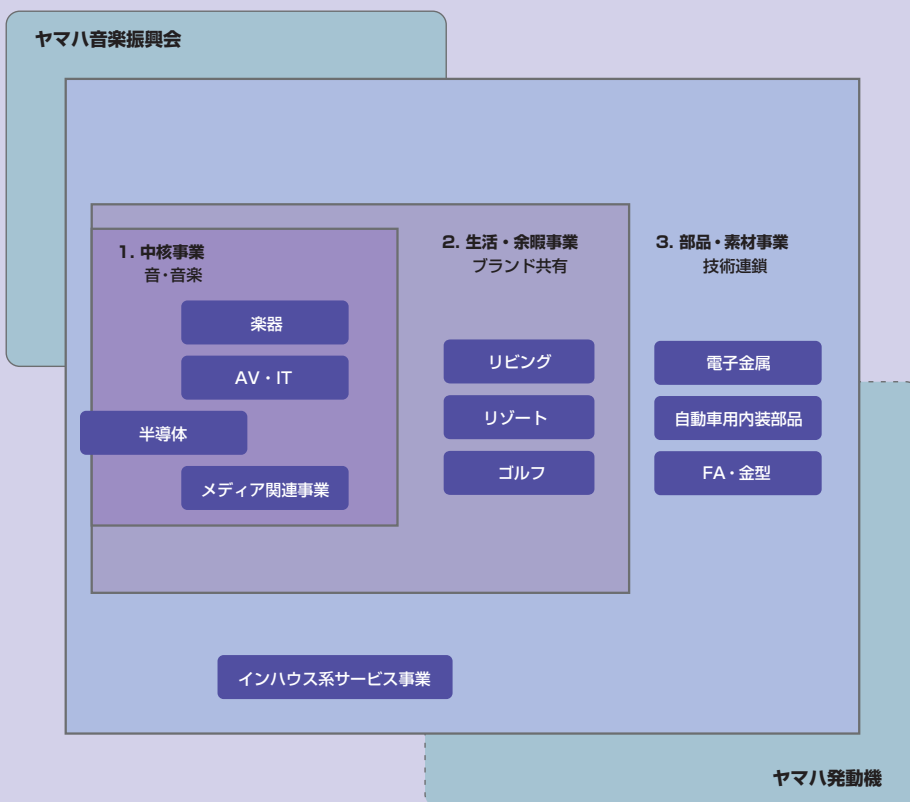 ヤマハ音楽振興会
1. 中核事業
音・音楽
楽器
AV・IT
半導体
メディア関連事業
2. 生活・余暇事業
ブランド共有
リビング
リゾート
ゴルフ
3. 部品・素材事業
技術連鎖
電子金属
自動車用内装部品
FA・金型
インハウス系サービス事業
ヤマハ発動機